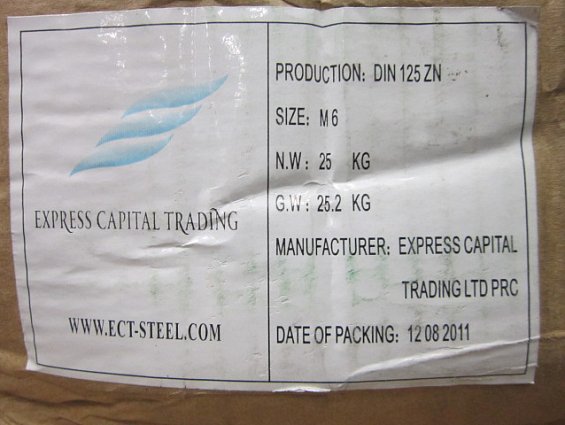 EXPRESS CAPITAL TRADING
WWW.ECT-STEEL.COM
PRODUCTION: DIN 125 ZN
SIZE: M6
N.W: 25 KG
G.W: 25.2 KG
MANUFACTURER: EXPRESS CAPITAL
TRADING LTD PRC
DATE OF PACKING: 12 08 2011